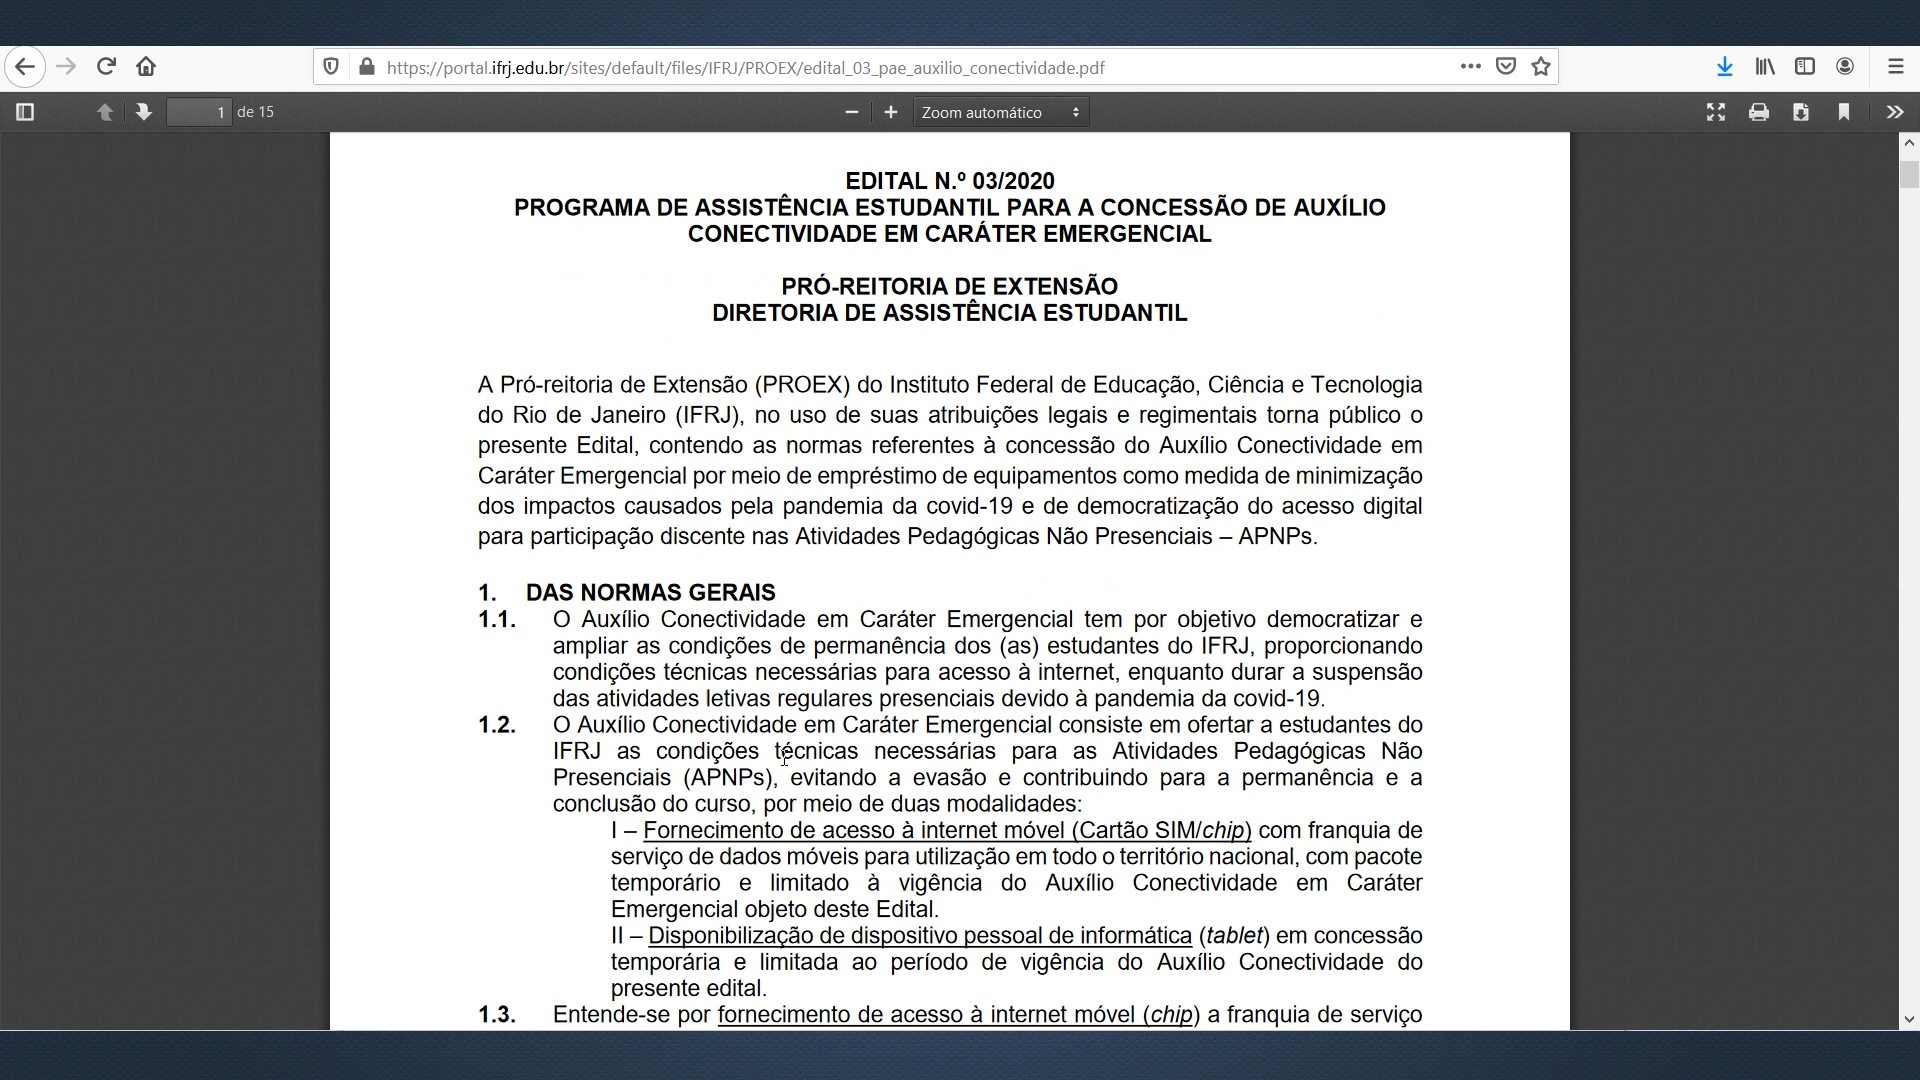 https://portal.ifrj.edu.br/sites/default/files/IFRJ/PROEX/edital_03_pae_auxilio_conectividade.pdf
1 de 15
Zoom automático
EDITAL N.º 03/2020
PROGRAMA DE ASSISTÊNCIA ESTUDANTIL PARA A CONCESSÃO DE AUXÍLIO
CONECTIVIDADE EM CARÁTER EMERGENCIAL
PRÓ-REITORIA DE EXTENSÃO
DIRETORIA DE ASSISTÊNCIA ESTUDANTIL
A Pró-reitoria de Extensão (PROEX) do Instituto Federal de Educação, Ciência e Tecnologia
do Rio de Janeiro (IFRJ), no uso de suas atribuições legais e regimentais torna público o
presente Edital, contendo as normas referentes à concessão do Auxílio Conectividade em
Caráter Emergencial por meio de empréstimo de equipamentos como medida de minimização
dos impactos causados pela pandemia da covid-19 e de democratização do acesso digital
para participação discente nas Atividades Pedagógicas Não Presenciais – APNPs.
1. DAS NORMAS GERAIS
1.1. O Auxílio Conectividade em Caráter Emergencial tem por objetivo democratizar e
ampliar as condições de permanência dos (as) estudantes do IFRJ, proporcionando
condições técnicas necessárias para acesso à internet, enquanto durar a suspensão
das atividades letivas regulares presenciais devido à pandemia da covid-19.
1.2. O Auxílio Conectividade em Caráter Emergencial consiste em ofertar a estudantes do
IFRJ as condições técnicas necessárias para as Atividades Pedagógicas Não
Presenciais (APNPs), evitando a evasão e contribuindo para a permanência e a
conclusão do curso, por meio de duas modalidades:
I – Fornecimento de acesso à internet móvel (Cartão SIM/chip) com franquia de
serviço de dados móveis para utilização em todo o território nacional, com pacote
temporário e limitado à vigência do Auxílio Conectividade em Caráter
Emergencial objeto deste Edital.
II – Disponibilização de dispositivo pessoal de informática (tablet) em concessão
temporária e limitada ao período de vigência do Auxílio Conectividade do
presente edital.
1.3. Entende-se por fornecimento de acesso à internet móvel (chip) a franquia de serviço